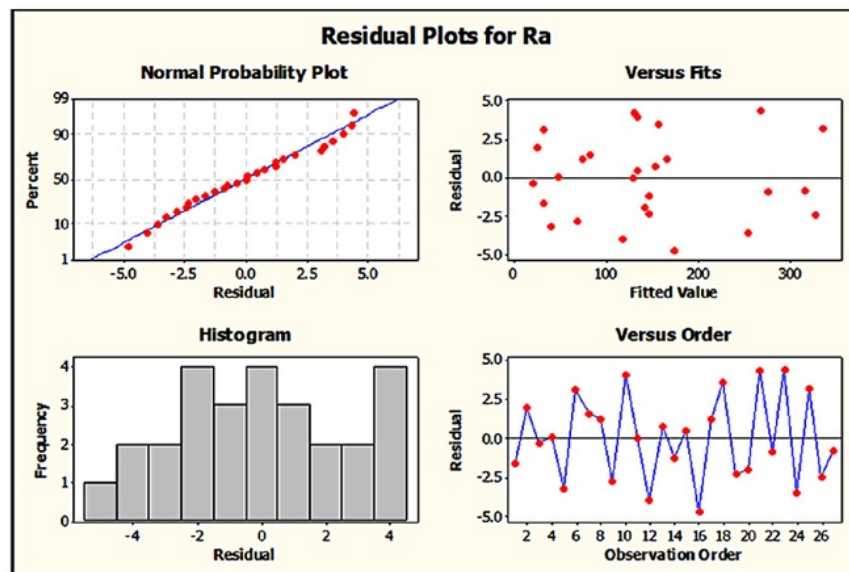 Residual Plots for Ra
Normal Probability Plot
99
90
50
10
1
Percent
-5.0 -2.5 0.0 2.5 5.0
Residual
Versus Fits
5.0
2.5
0.0
-2.5
-5.0
Residual
0 100 200 300
Fitted Value
Histogram
4
3
2
1
0
Frequency
-4 -2 0 2 4
Residual
Versus Order
5.0
2.5
0.0
-2.5
-5.0
Residual
2 4 6 8 10 12 14 16 18 20 22 24 26
Observation Order